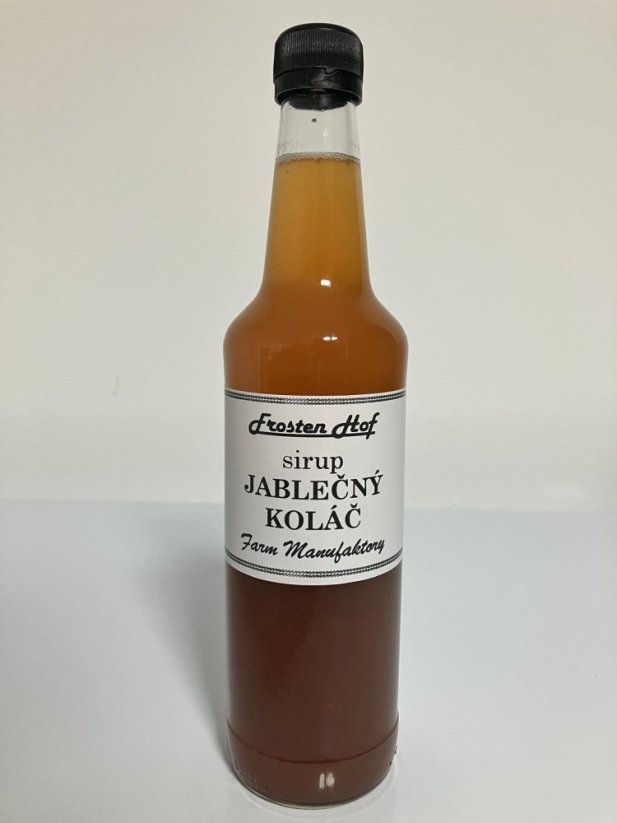 Frosten Hof
sirup
JABLEČNÝ
KOLÁČ
Farm Manufaktory